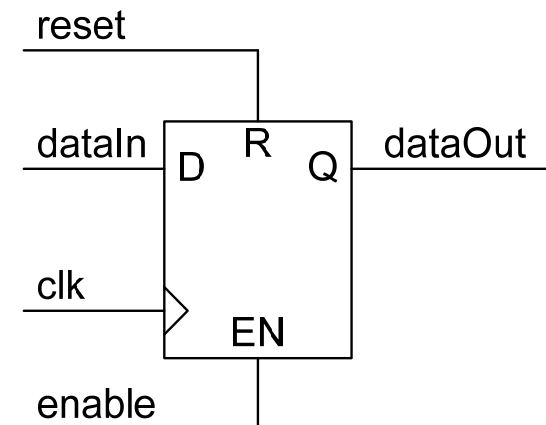 reset
dataIn
D
R
Q
dataOut
clk
EN
enable